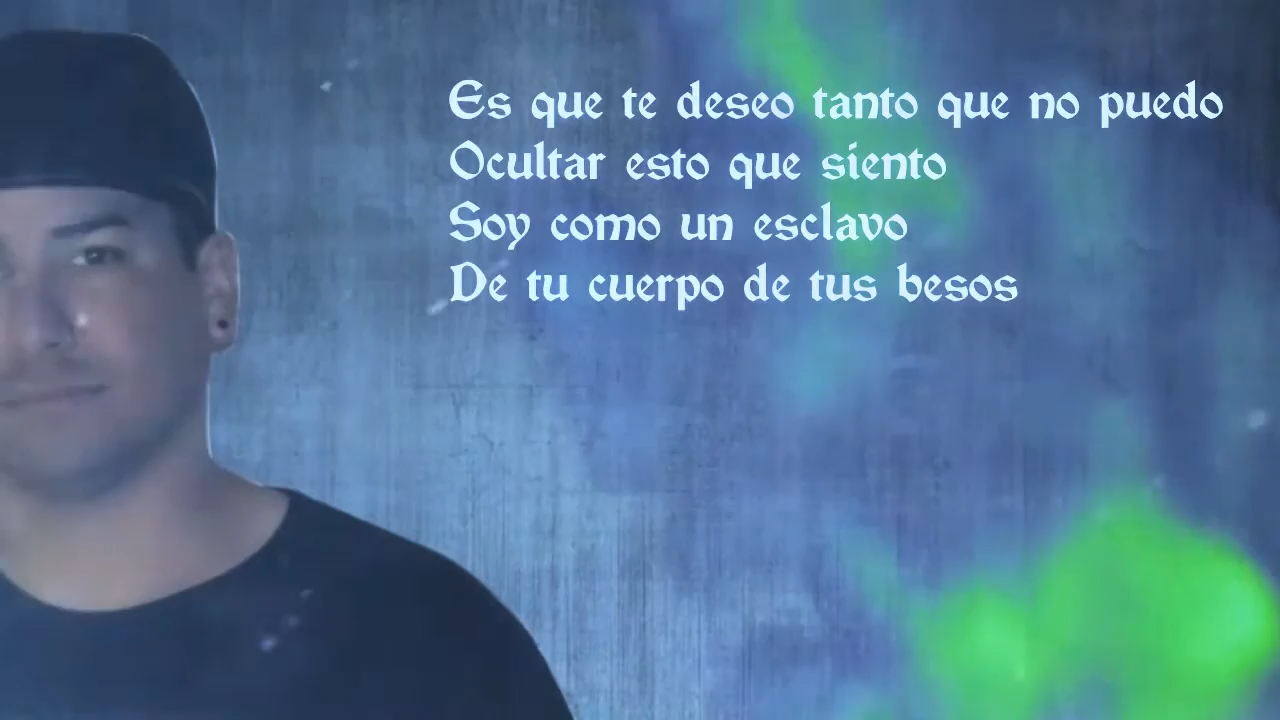 Es que te deseo tanto que no puedo
Ocultar esto que siento
Soy como un esclavo
De tu cuerpo de tus besos